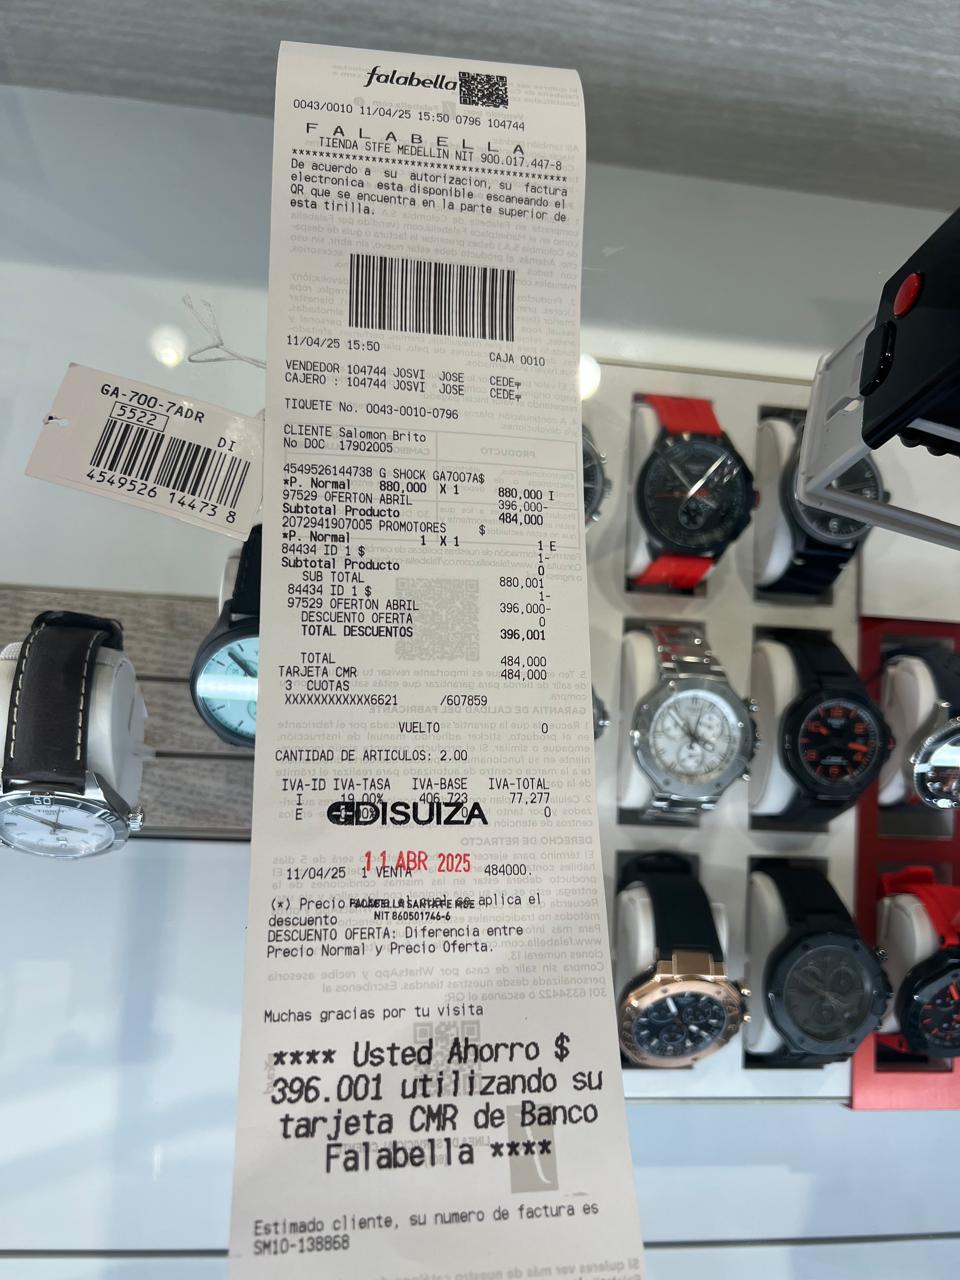 falabella
0043/0010 11/04/25 15:50 0796 104744
F A L A B E L L A
TIENDA STFE MEDELLIN NIT 900.017.447-8
****************************************
De acuerdo a su autorizacion, su factura
electronica esta disponible escaneando el
QR que se encuentra en la parte superior de
esta tirilla.
11/04/25 15:50
CAJA 0010
VENDEDOR 104744 JOSVI JOSE CEDE
CAJERO : 104744 JOSVI JOSE CEDE
TIQUETE No. 0043-0010-0796
CLIENTE Salomon Brito
No DOC 17902005
4549526144738 G SHOCK GA7007A$
*P. Normal 880,000 X 1 880,000 I
97529 OFERTON ABRIL 396,000-
Subtotal Producto 484,000
2072941907005 PROMOTORES $
*P. Normal 1 X 1 1 E
84434 ID 1 $ 1-
Subtotal Producto 0
SUB TOTAL 880,001
84434 ID 1 $ 1-
97529 OFERTON ABRIL 396,000-
DESCUENTO OFERTA 0
TOTAL DESCUENTOS 396,001
TOTAL 484,000
TARJETA CMR 484,000
3 CUOTAS
XXXXXXXXXXXX6621 /607859
VUELTO 0
CANTIDAD DE ARTICULOS: 2.00
IVA-ID IVA-TASA IVA-BASE IVA-TOTAL
I 19.00% 406,723 77,277
E 0
DISUIZA
11 ABR 2025
11/04/25 1 VENTA 484000.
(*) Precio aplica el
FALABELLA SANTAFE MDE
descuento
NIT 860501746-6
DESCUENTO OFERTA: Diferencia entre
Precio Normal y Precio Oferta.
Muchas gracias por tu visita
**** Usted Ahorro $
396.001 utilizando su
tarjeta CMR de Banco
Falabella ****
Estimado cliente, su numero de factura es
SM10-138868
GA-700-7ADR
5522
DI
4549526 14473 8